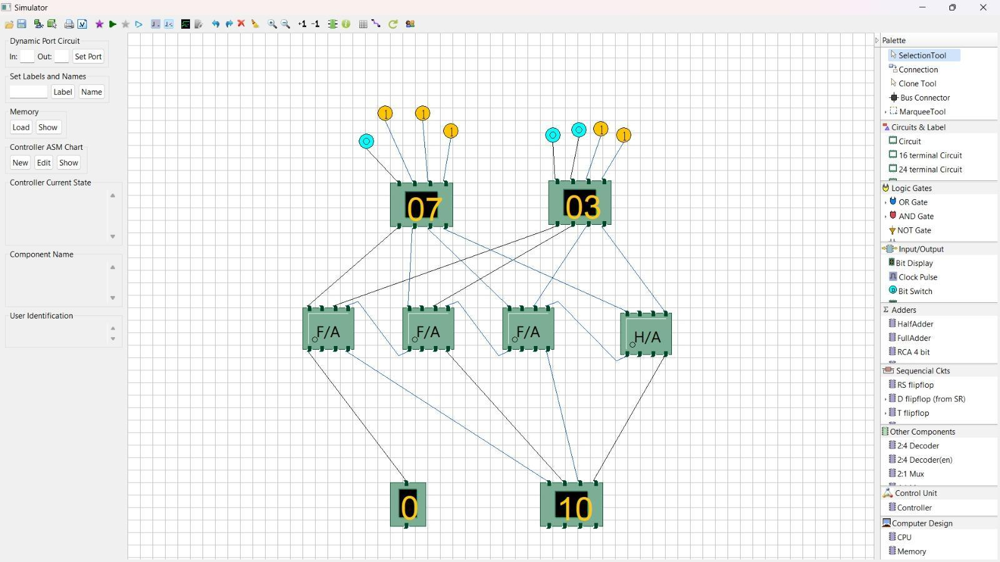 Simulator
+1 -1
Dynamic Port Circuit
In: Out: Set Port
Set Labels and Names
Label Name
Memory
Load Show
Controller ASM Chart
New Edit Show
Controller Current State
Component Name
User Identification
1 1
1
0
0 0 1 1
07
03
F/A F/A F/A H/A
0
10
Palette
SelectionTool
Connection
Clone Tool
Bus Connector
MarqueeTool
Circuits & Label
Circuit
16 terminal Circuit
24 terminal Circuit
Logic Gates
OR Gate
AND Gate
NOT Gate
Input/Output
Bit Display
Clock Pulse
Bit Switch
Adders
HalfAdder
FullAdder
RCA 4 bit
Sequencial Ckts
RS flipflop
D flipflop (from SR)
T flipflop
Other Components
2:4 Decoder
2:4 Decoder(en)
2:1 Mux
Control Unit
Controller
Computer Design
CPU
Memory